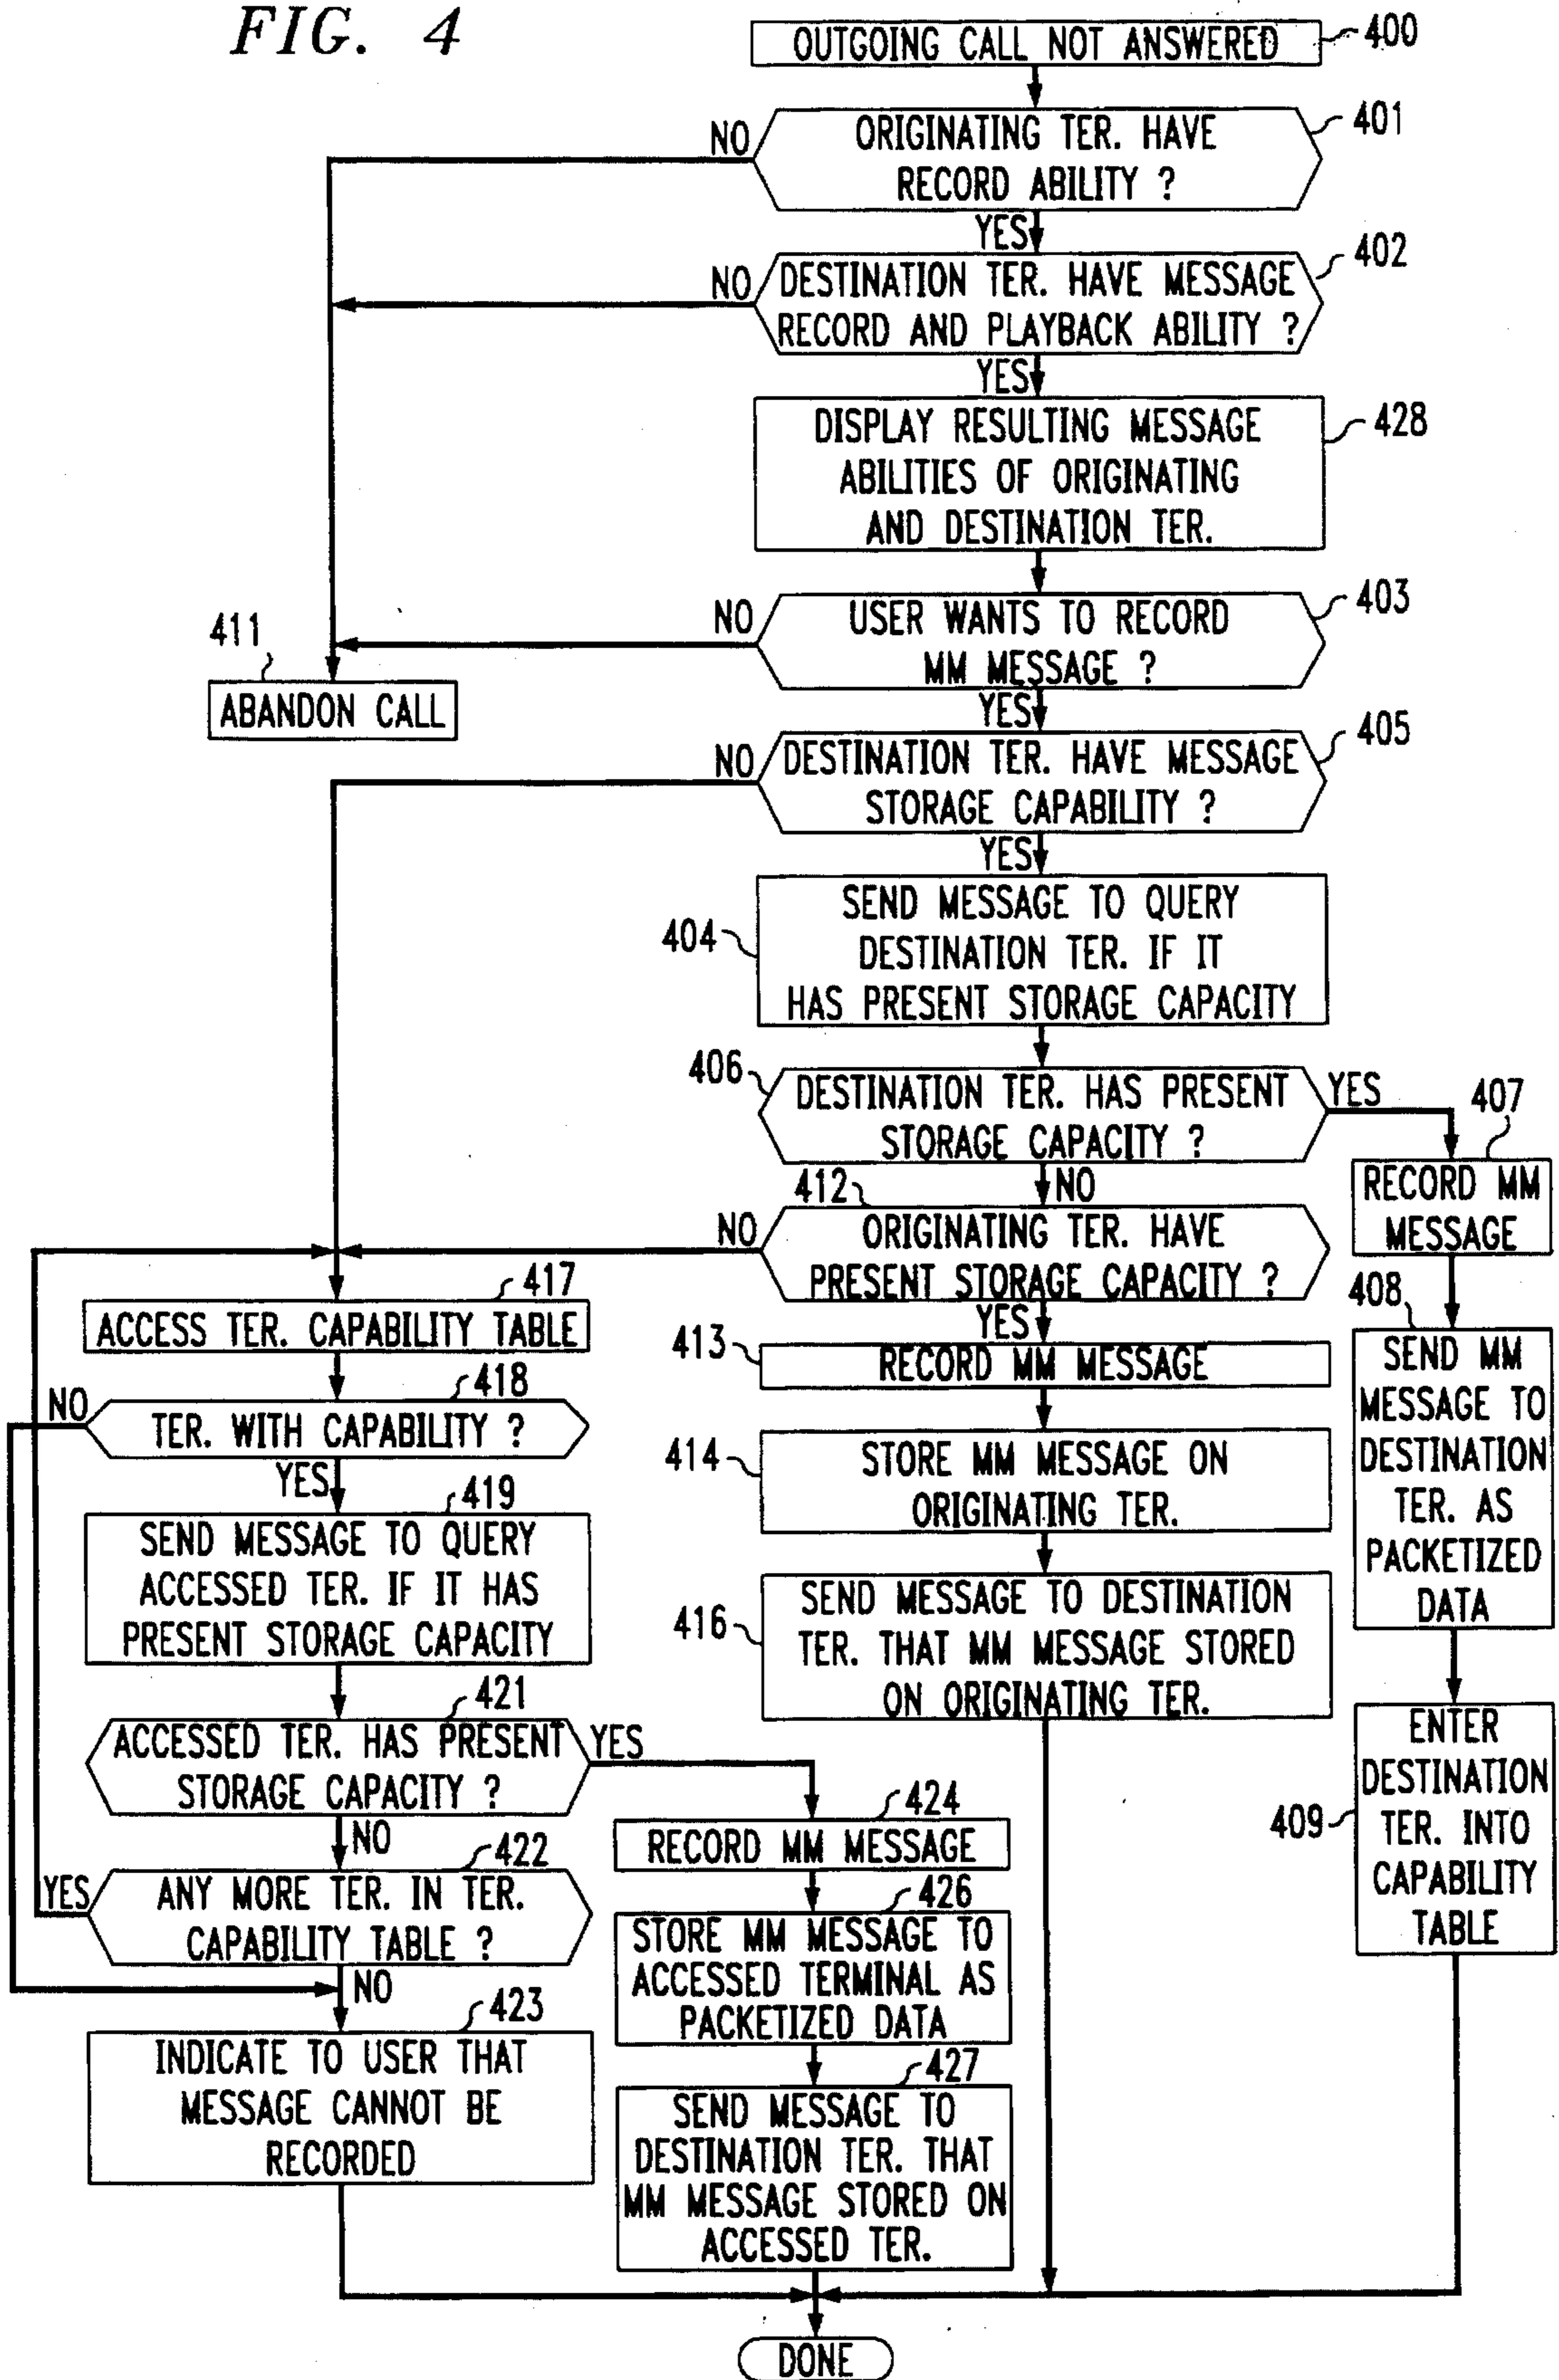 FIG. 4
OUTGOING CALL NOT ANSWERED
400
NO
ORIGINATING TER. HAVE
RECORD ABILITY ?
401
YES
NO
DESTINATION TER. HAVE MESSAGE
RECORD AND PLAYBACK ABILITY ?
402
YES
DISPLAY RESULTING MESSAGE
ABILITIES OF ORIGINATING
AND DESTINATION TER.
428
NO
USER WANTS TO RECORD
MM MESSAGE ?
403
411
ABANDON CALL
YES
NO
DESTINATION TER. HAVE MESSAGE
STORAGE CAPABILITY ?
405
YES
404
SEND MESSAGE TO QUERY
DESTINATION TER. IF IT
HAS PRESENT STORAGE CAPACITY
406
DESTINATION TER. HAS PRESENT
STORAGE CAPACITY ?
YES
407
RECORD MM
MESSAGE
NO
412
NO
ORIGINATING TER. HAVE
PRESENT STORAGE CAPACITY ?
YES
408
SEND MM
MESSAGE TO
DESTINATION
TER. AS
PACKETIZED
DATA
413
RECORD MM MESSAGE
414
STORE MM MESSAGE ON
ORIGINATING TER.
416
SEND MESSAGE TO DESTINATION
TER. THAT MM MESSAGE STORED
ON ORIGINATING TER.
409
ENTER
DESTINATION
TER. INTO
CAPABILITY
TABLE
417
ACCESS TER. CAPABILITY TABLE
418
NO
TER. WITH CAPABILITY ?
YES
419
SEND MESSAGE TO QUERY
ACCESSED TER. IF IT HAS
PRESENT STORAGE CAPACITY
421
ACCESSED TER. HAS PRESENT
STORAGE CAPACITY ?
YES
NO
422
YES
ANY MORE TER. IN TER.
CAPABILITY TABLE ?
NO
423
INDICATE TO USER THAT
MESSAGE CANNOT BE
RECORDED
424
RECORD MM MESSAGE
426
STORE MM MESSAGE TO
ACCESSED TERMINAL AS
PACKETIZED DATA
427
SEND MESSAGE TO
DESTINATION TER. THAT
MM MESSAGE STORED ON
ACCESSED TER.
DONE